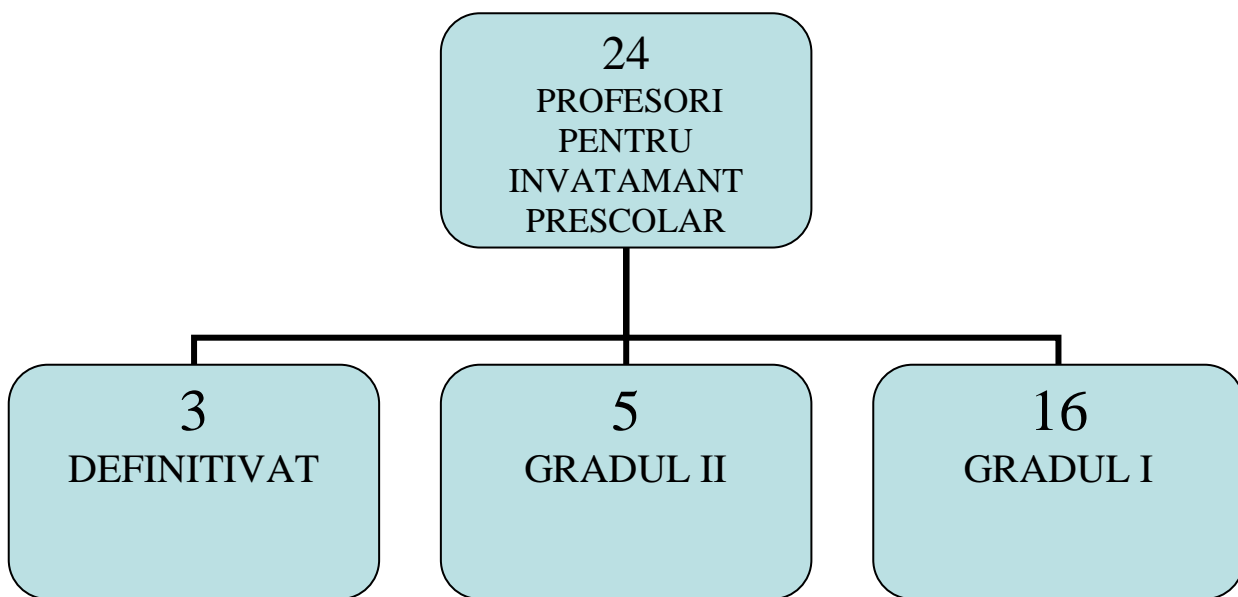 24
PROFESORI
PENTRU
INVATAMANT
PRESCOLAR
3
DEFINITIVAT
5
GRADUL II
16
GRADUL I